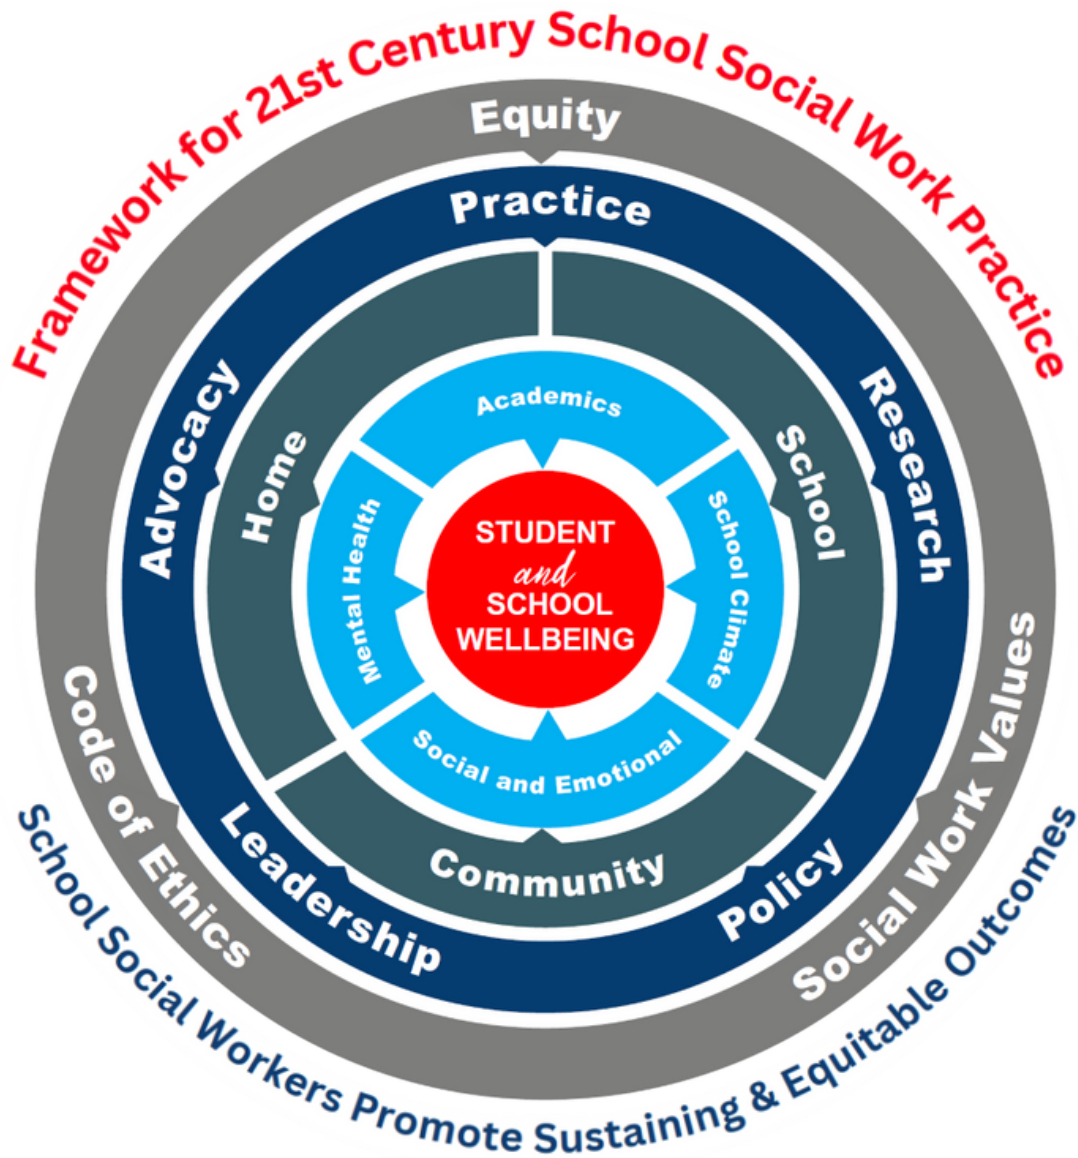 Framework for 21st Century School Social Work Practice
Equity
Practice
Advocacy
Research
Home
School
Academics
Mental Health
School Climate
STUDENT
and
SCHOOL
WELLBEING
Social and Emotional
Community
Leadership
Policy
Code of Ethics
Social Work Values
School Social Workers Promote Sustaining & Equitable Outcomes